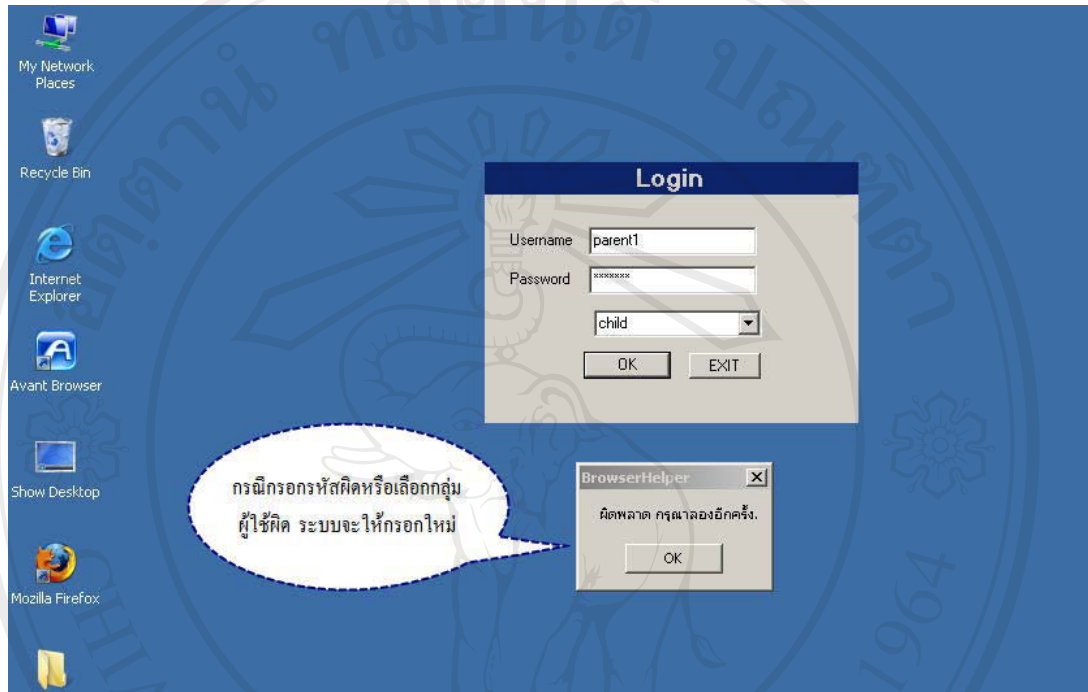 My Network
Places
Recycle Bin
Internet
Explorer
Avant Browser
Show Desktop
Mozilla Firefox
Login
Username parent1
Password xxxxxxx
child
OK EXIT
กรณีกรอกรหัสผิดหรือเลือกกลุ่ม
ผู้ใช้ผิด ระบบจะให้กรอกใหม่
BrowserHelper
ผิดพลาด กรุณาลองอีกครั้ง.
OK
1964